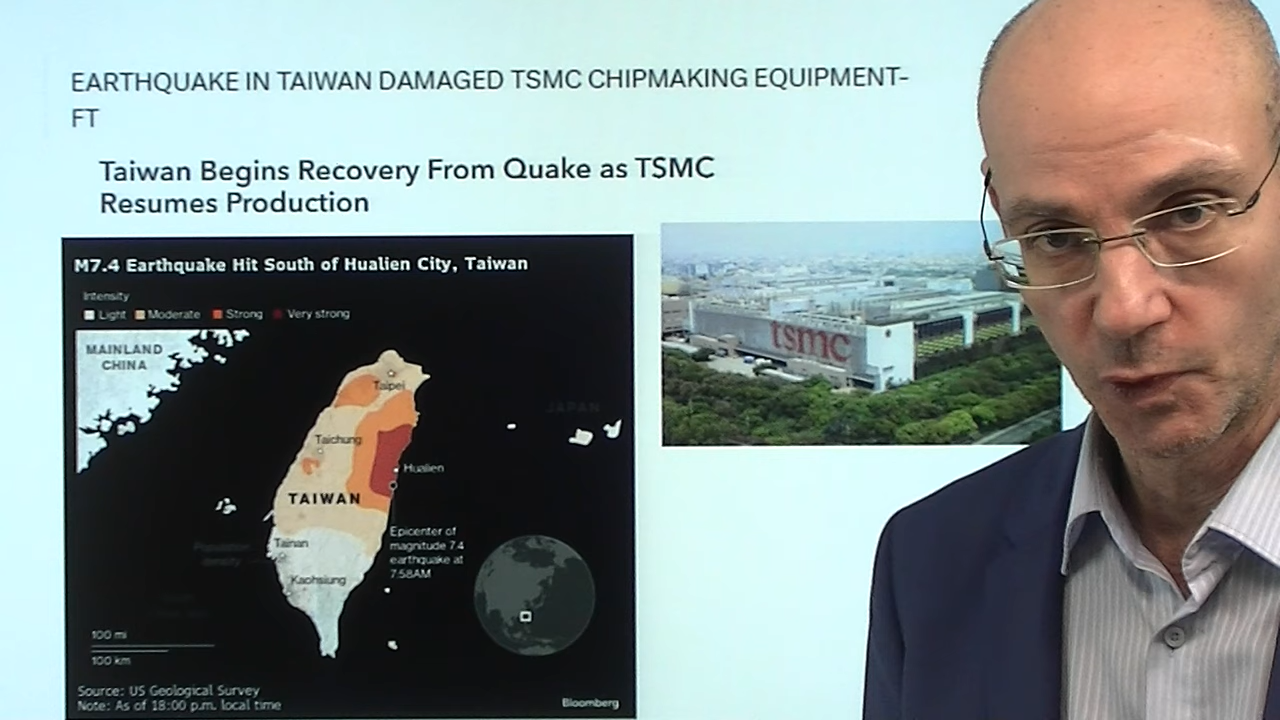 EARTHQUAKE IN TAIWAN DAMAGED TSMC CHIPMAKING EQUIPMENT–
FT
Taiwan Begins Recovery From Quake as TSMC
Resumes Production
M7.4 Earthquake Hit South of Hualien City, Taiwan
Intensity
Light Moderate Strong Very strong
MAINLAND
CHINA
Taipei
JAPAN
tsmc
Taichung
Hualien
TAIWAN
Epicenter of
magnitude 7.4
earthquake at
7:58AM
Tainan
Kaohsiung
100 mi
100 km
Source: US Geological Survey
Note: As of 18:00 p.m. local time
Bloomberg